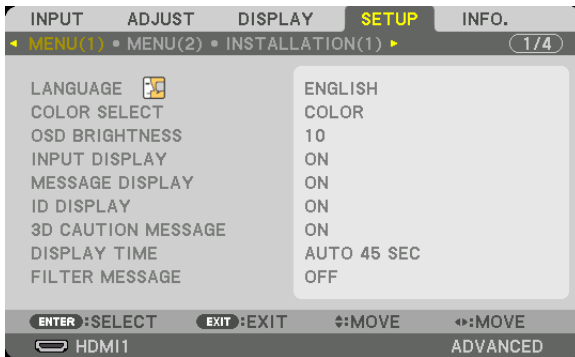 INPUT ADJUST DISPLAY SETUP INFO.
MENU(1) • MENU(2) • INSTALLATION(1) 1/4
LANGUAGE ENGLISH
COLOR SELECT COLOR
OSD BRIGHTNESS 10
INPUT DISPLAY ON
MESSAGE DISPLAY ON
ID DISPLAY ON
3D CAUTION MESSAGE ON
DISPLAY TIME AUTO 45 SEC
FILTER MESSAGE OFF
ENTER :SELECT EXIT :EXIT :MOVE :MOVE
HDMI1 ADVANCED